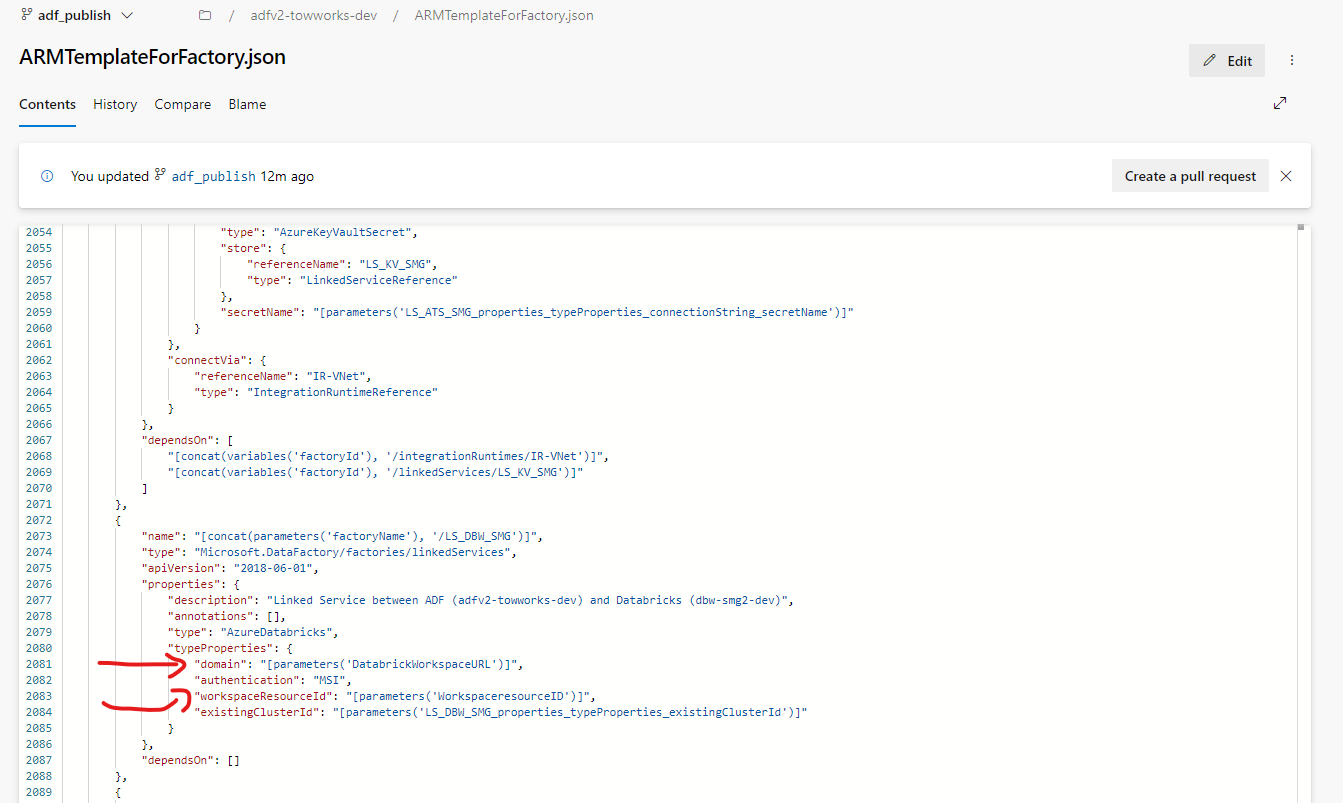 adf_publish / adfv2-towworks-dev / ARMTemplateForFactory.json
ARMTemplateForFactory.json
Edit
Contents History Compare Blame
You updated adf_publish 12m ago
Create a pull request
2054 "type": "AzureKeyVaultSecret",
2055 "store": {
2056 "referenceName": "LS_KV_SMG",
2057 "type": "LinkedServiceReference"
2058 },
2059 "secretName": "[parameters('LS_ATS_SMG_properties_typeProperties_connectionString_secretName')]"
2060 }
2061 },
2062 "connectVia": {
2063 "referenceName": "IR-VNet",
2064 "type": "IntegrationRuntimeReference"
2065 }
2066 },
2067 "dependsOn": [
2068 "[concat(variables('factoryId'), '/integrationRuntimes/IR-VNet')]",
2069 "[concat(variables('factoryId'), '/linkedServices/LS_KV_SMG')]"
2070 ]
2071 },
2072 {
2073 "name": "[concat(parameters('factoryName'), '/LS_DBW_SMG')]",
2074 "type": "Microsoft.DataFactory/factories/linkedServices",
2075 "apiVersion": "2018-06-01",
2076 "properties": {
2077 "description": "Linked Service between ADF (adfv2-towworks-dev) and Databricks (dbw-smg2-dev)",
2078 "annotations": [],
2079 "type": "AzureDatabricks",
2080 "typeProperties": {
2081 "domain": "[parameters('DatabrickWorkspaceURL')]",
2082 "authentication": "MSI",
2083 "workspaceResourceId": "[parameters('WorkspaceresourceID')]",
2084 "existingClusterId": "[parameters('LS_DBW_SMG_properties_typeProperties_existingClusterId')]"
2085 }
2086 },
2087 "dependsOn": []
2088 },
2089 {